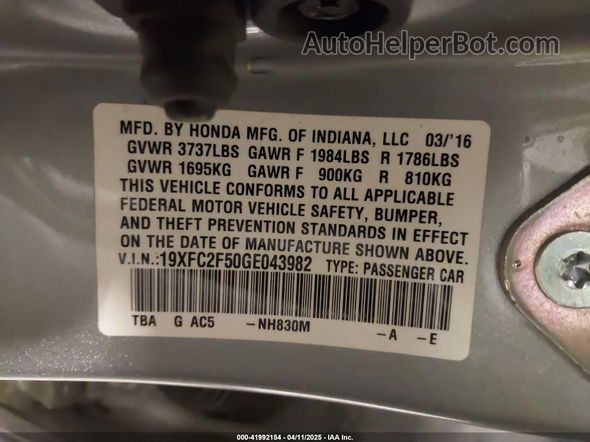 AutoHelperBot.com
MFD. BY HONDA MFG. OF INDIANA, LLC 03/'16
GVWR 3737LBS GAWR F 1984LBS R 1786LBS
GVWR 1695KG GAWR F 900KG R 810KG
THIS VEHICLE CONFORMS TO ALL APPLICABLE
FEDERAL MOTOR VEHICLE SAFETY, BUMPER,
AND THEFT PREVENTION STANDARDS IN EFFECT
ON THE DATE OF MANUFACTURE SHOWN ABOVE.
V.I.N.:19XFC2F50GE043982 TYPE: PASSENGER CAR
TBA G AC5 -NH830M -A -E
000-41992154 - 04/11/2025 - IAA Inc.